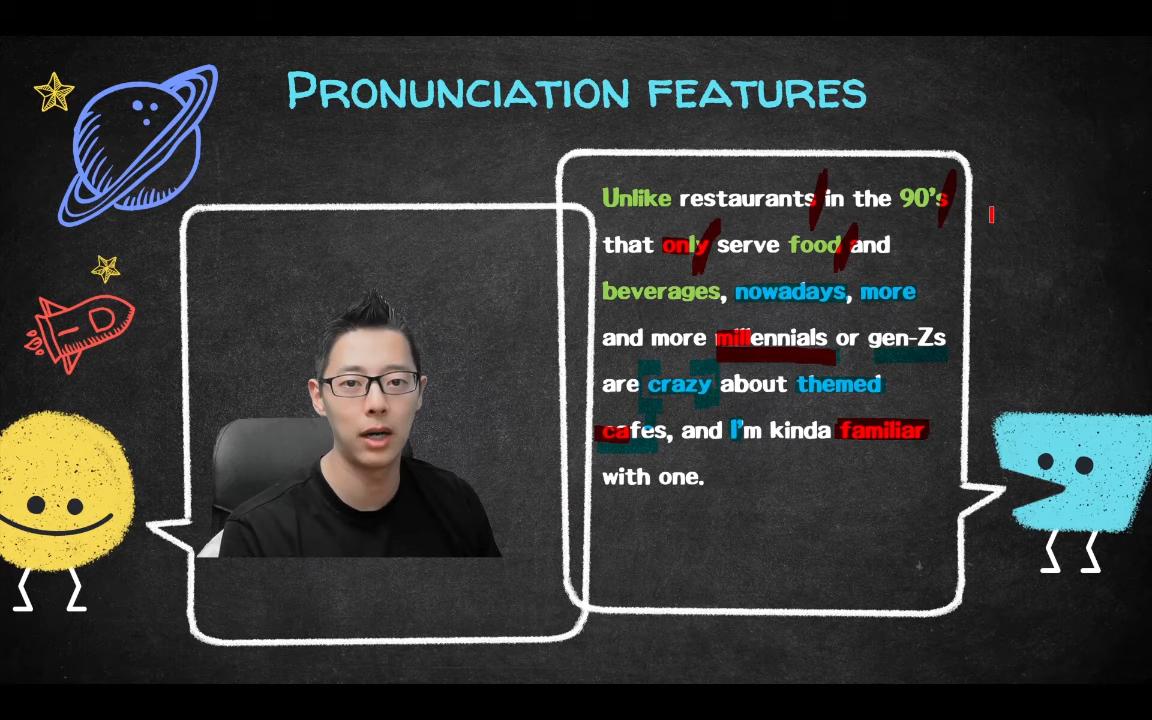 PRONUNCIATION FEATURES
Unlike restaurants in the 90's
that only serve food and
beverages, nowadays, more
and more millennials or gen-Zs
are crazy about themed
cafes, and I'm kinda familiar
with one.